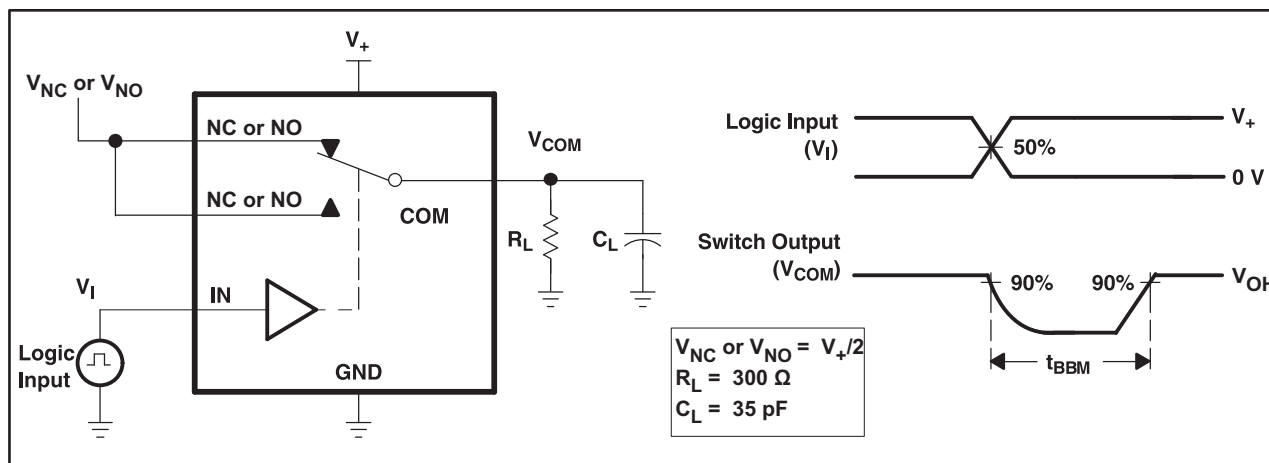 V+
VNC or VNO
NC or NO
VCOM
NC or NO
COM
RL
CL
VI
IN
Logic
Input
GND
VNC or VNO = V+/2
RL = 300 Ω
CL = 35 pF
Logic Input
(VI)
50%
V+
0 V
Switch Output
(VCOM)
90%
90%
VOH
tBBM